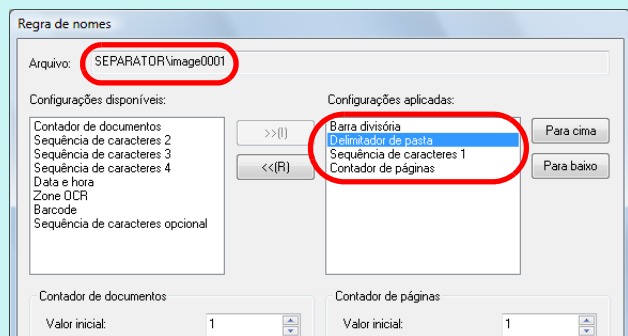 Regra de nomes
Arquivo: SEPARATOR\image0001
Configurações disponíveis:
Contador de documentos
Sequência de caracteres 2
Sequência de caracteres 3
Sequência de caracteres 4
Data e hora
Zone OCR
Barcode
Sequência de caracteres opcional
>>(I)
<<(R)
Configurações aplicadas:
Barra divisória
Delimitador de pasta
Sequência de caracteres 1
Contador de páginas
Para cima
Para baixo
Contador de documentos
Valor inicial: 1
Contador de páginas
Valor inicial: 1